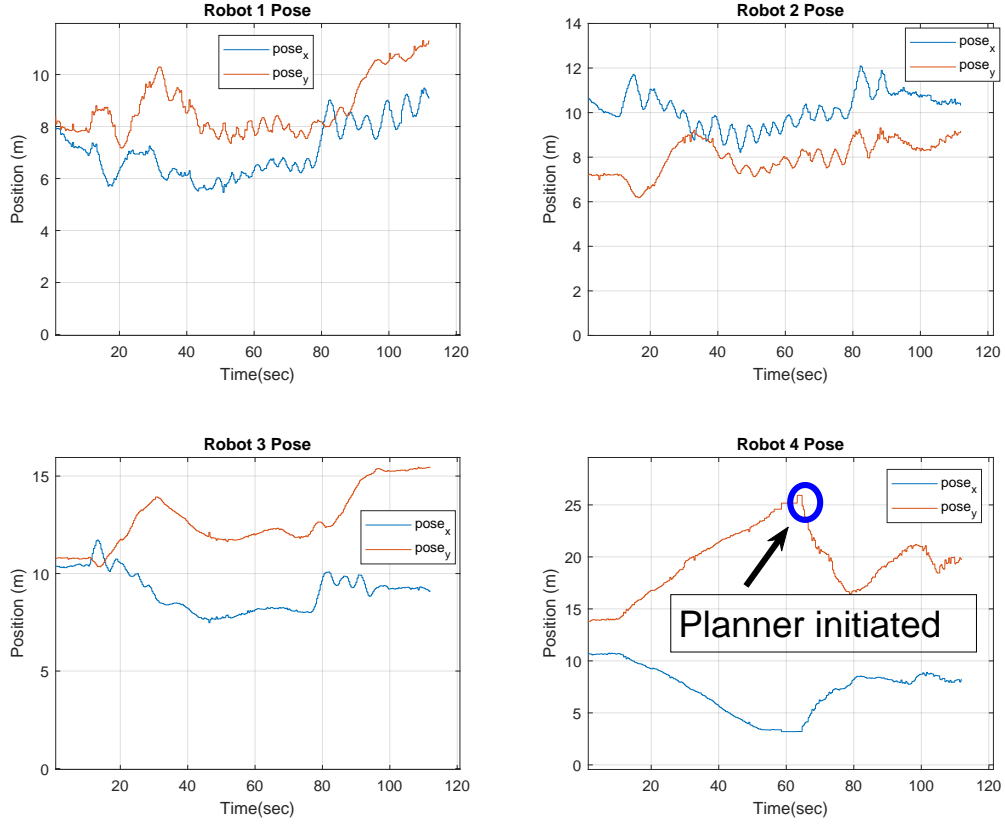 Robot 1 Pose
Position (m)
10
8
6
4
2
0
pose_x
pose_y
20 40 60 80 100 120
Time(sec)
Robot 2 Pose
Position (m)
14
12
10
8
6
4
2
0
pose_x
pose_y
20 40 60 80 100 120
Time(sec)
Robot 3 Pose
Position (m)
15
10
5
0
pose_x
pose_y
20 40 60 80 100 120
Time(sec)
Robot 4 Pose
Position (m)
25
20
15
10
5
0
pose_x
pose_y
Planner initiated
20 40 60 80 100 120
Time(sec)